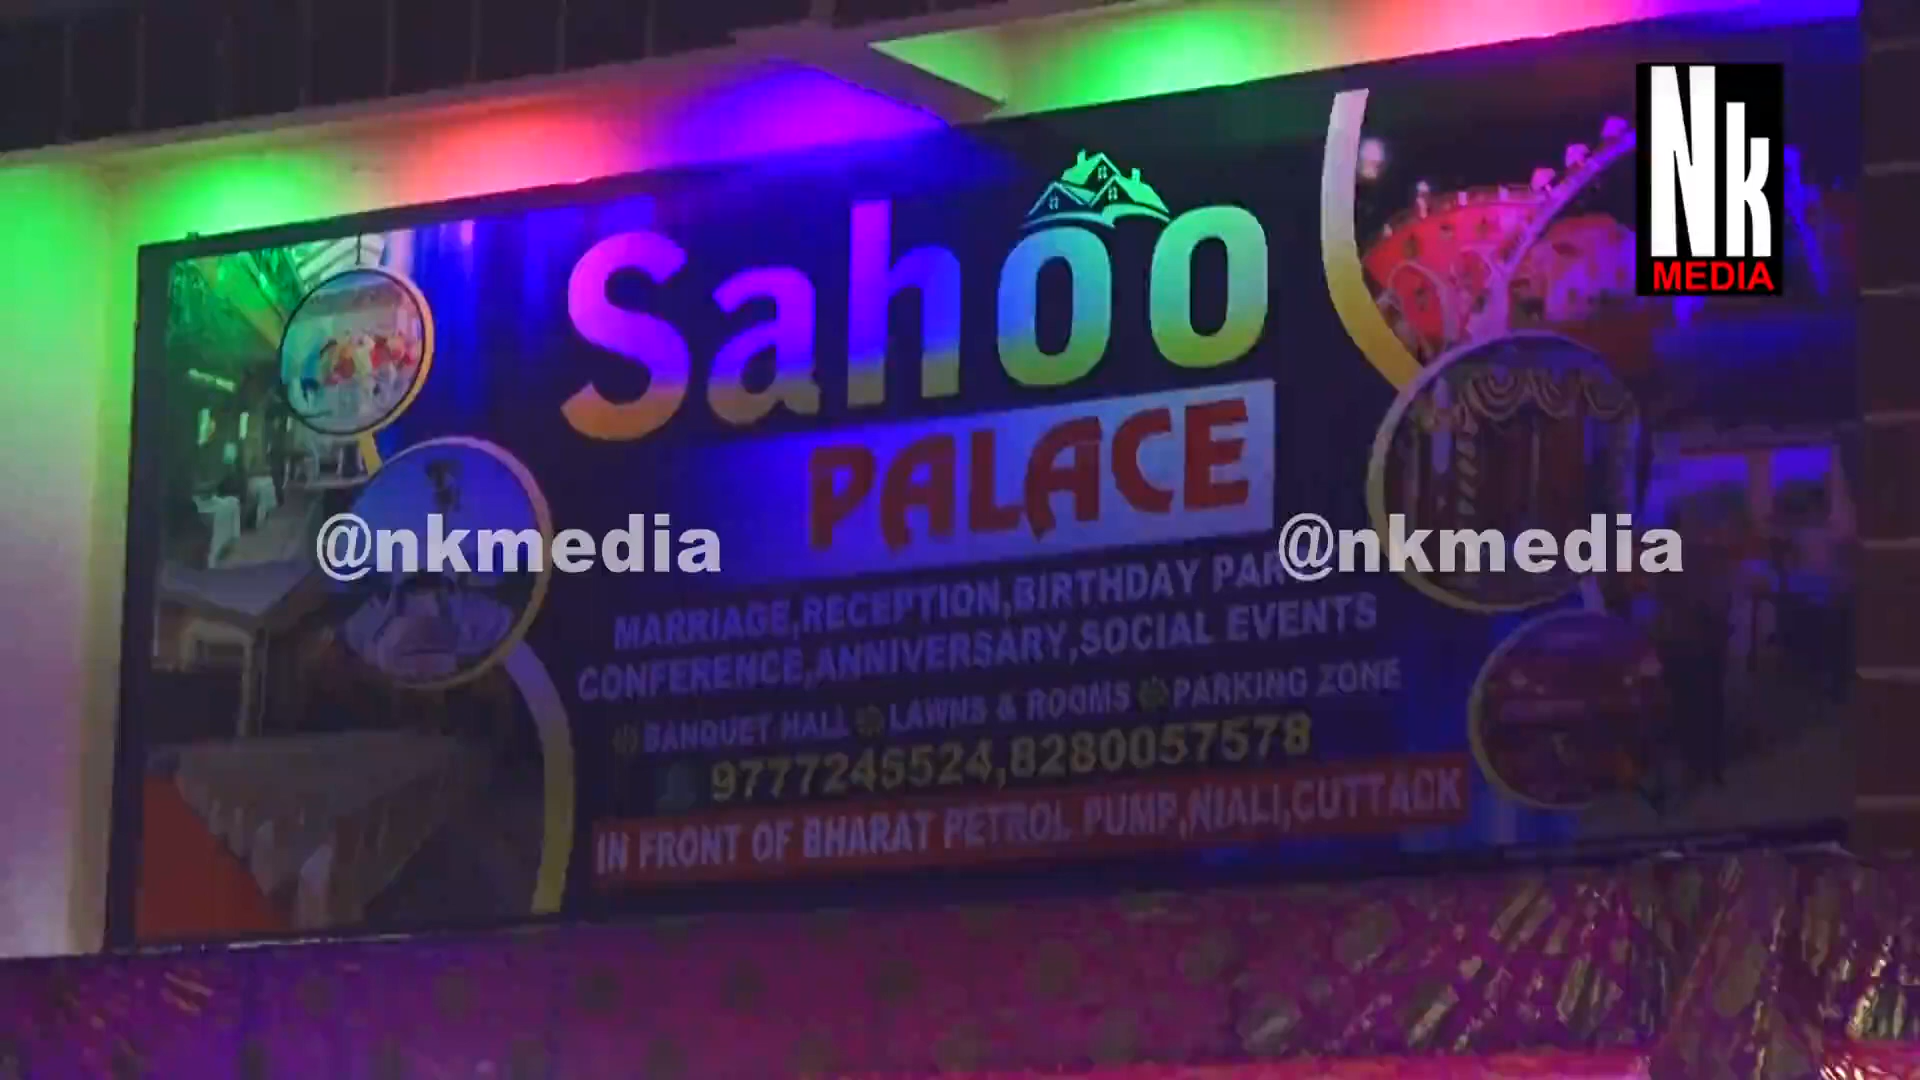 Nk
MEDIA
Sahoo
PALACE
@nkmedia
@nkmedia
MARRIAGE,RECEPTION,BIRTHDAY PAR
CONFERENCE,ANNIVERSARY,SOCIAL EVENTS
BANQUET HALL LAWNS & ROOMS PARKING ZONE
9777245524,8280057578
IN FRONT OF BHARAT PETROL PUMP,NIALI,CUTTACK